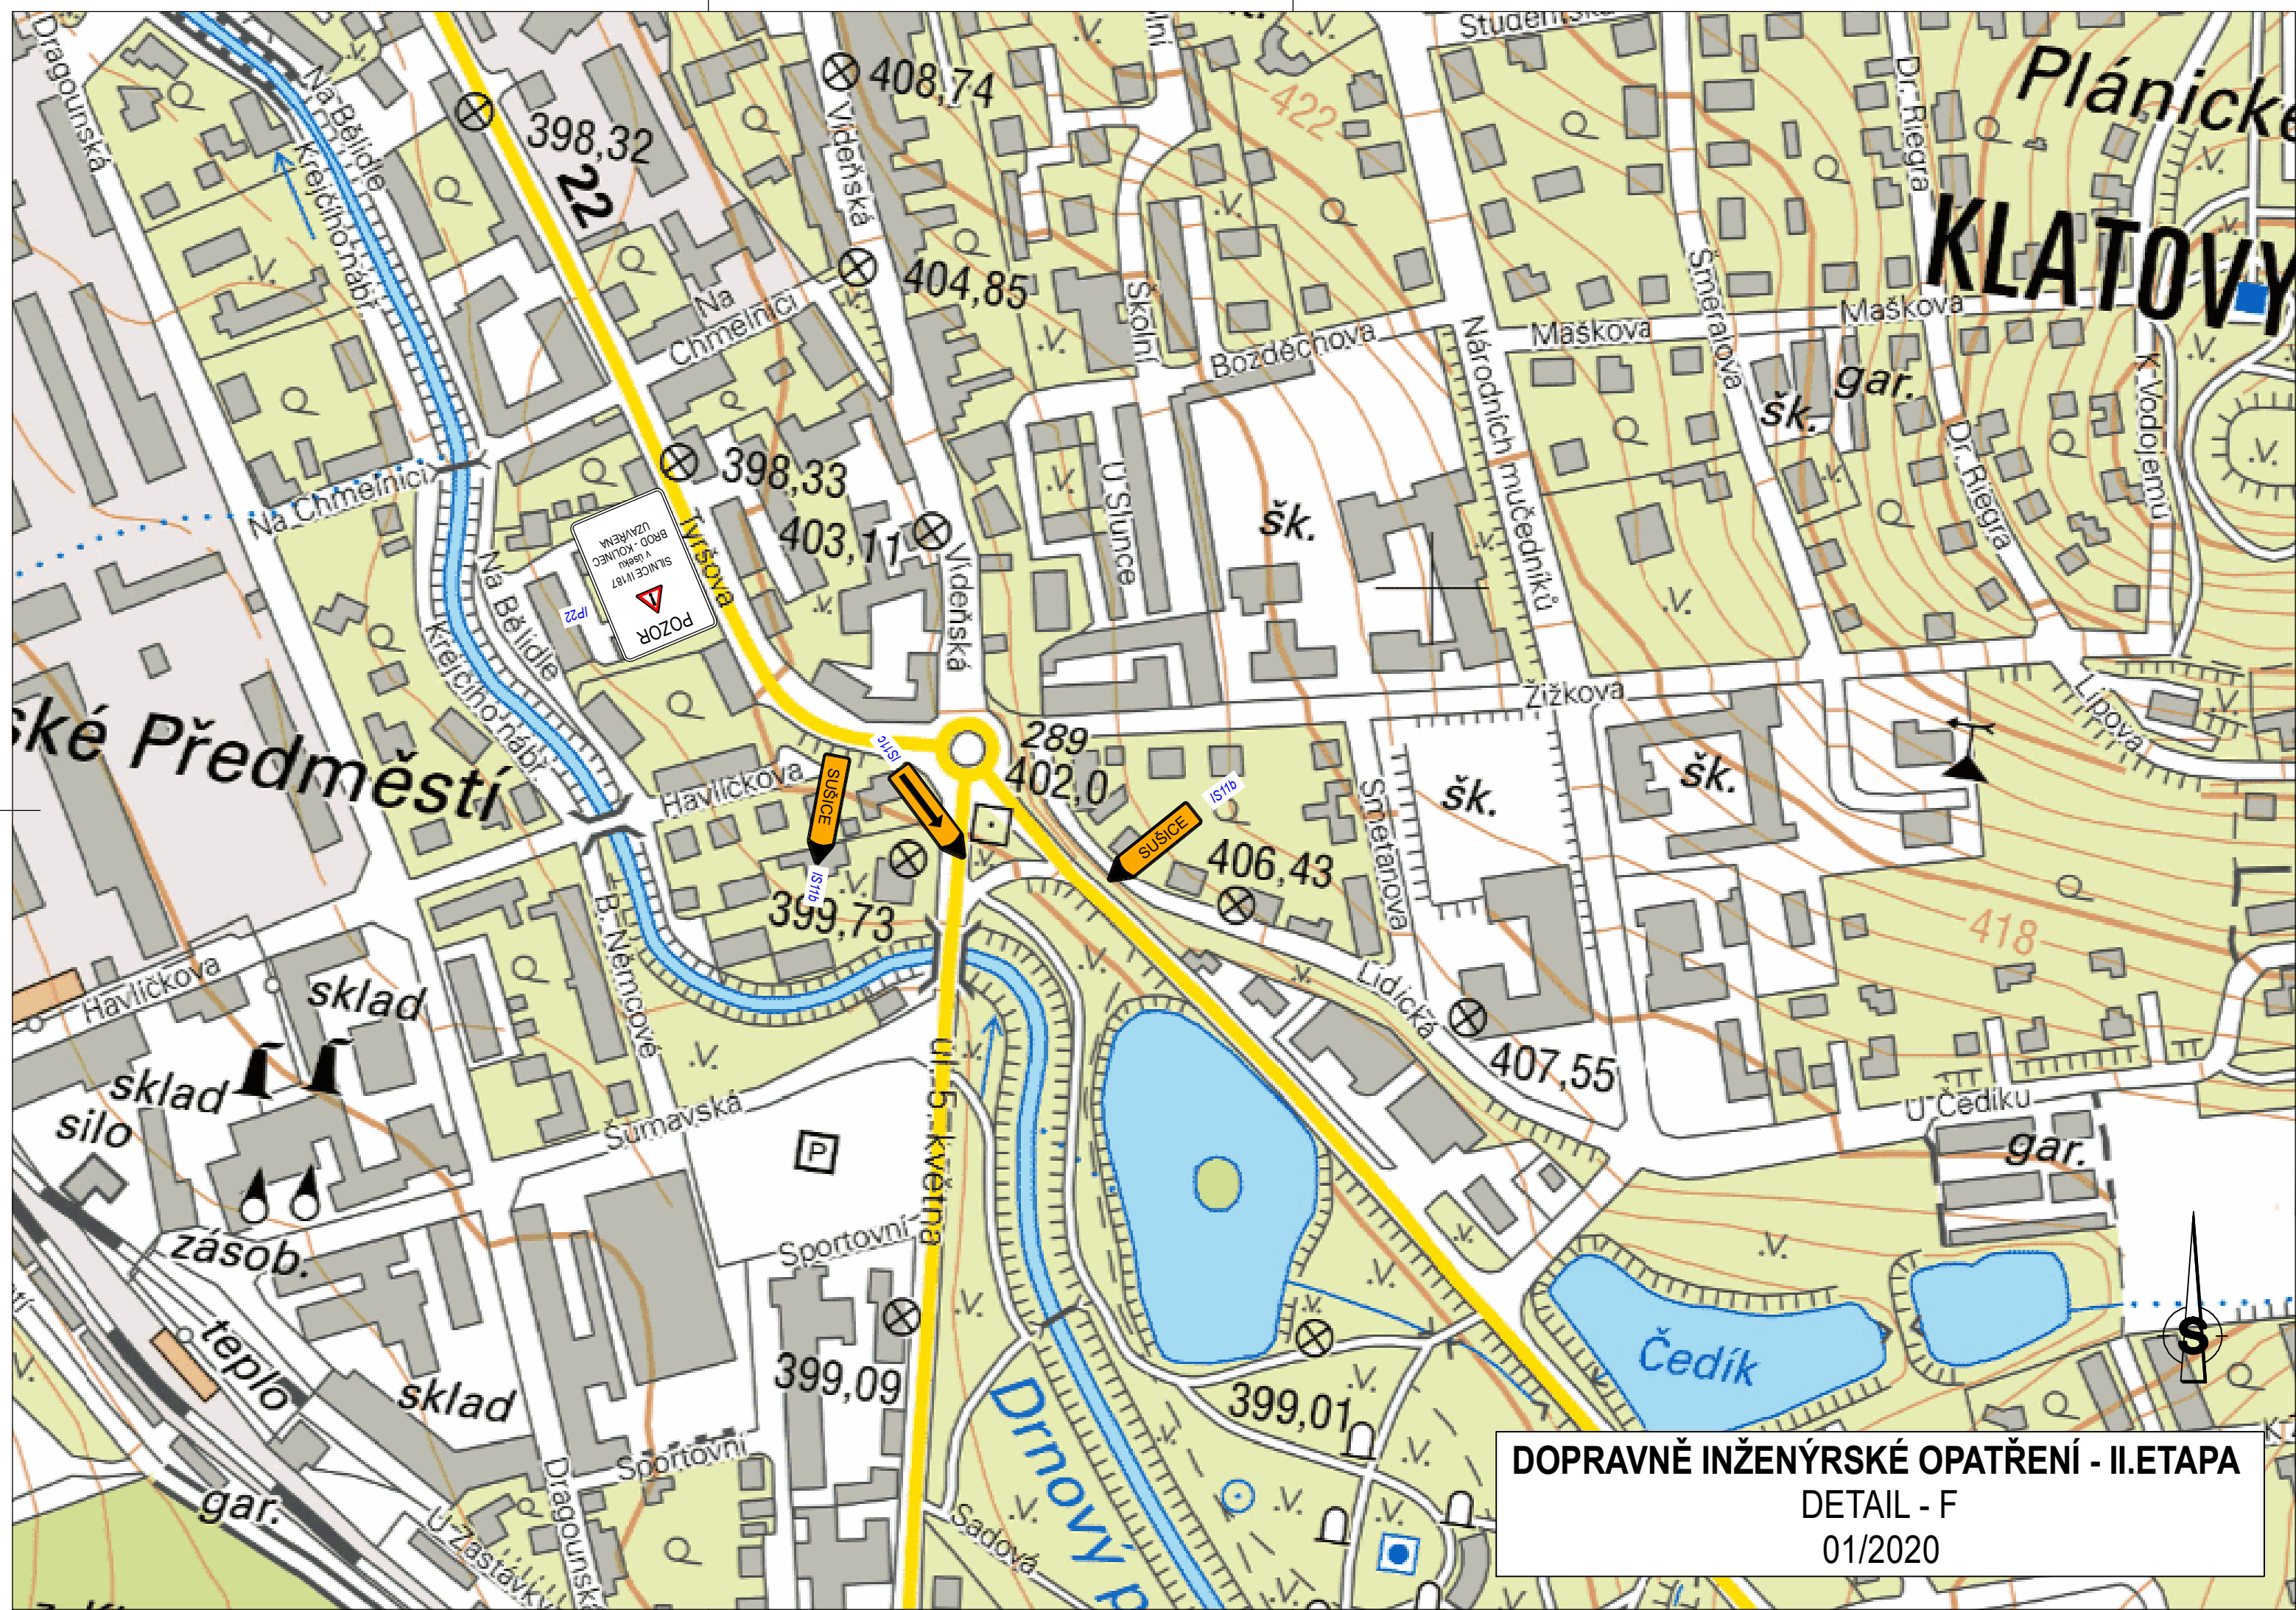 Studentská
Dragounská
Na Bělidle
Krejčího nábř.
398,32
22
408,74
Vídeňská
422
Dr. Riegra
Plánické
KLATOVY
404,85
Na
Chmelnici
Školní
Bozděchova
Národních mučedníků
Maškova
Šmeralova
Maškova
K Vodojemu
gar.
šk.
Dr. Riegra
Na Chmelnici
398,33
403,11
Vídeňská
U Slunce
šk.
Tyršova
POZOR
SILNICE II/187
v úseku
BROD - KOLINEC
UZAVŘENA
IP22
Na Bělidle
Krejčího nábř.
ské Předměstí
Žižkova
Lipova
289
402,0
IS11c
SUŠICE
IS11b
SUŠICE
IS11b
Havlíčkova
Smetanova
šk.
šk.
406,43
399,73
418
B. Němcové
Havlíčkova
Lidická
407,55
sklad
sklad
silo
zásob.
Šumavská
P
ul. 5. května
U Čedíku
gar.
Sportovní
teplo
sklad
399,09
399,01
Drnový p
Čedík
S
Sportovní
Dragounská
gar.
U Zastávky
Sadová
DOPRAVNĚ INŽENÝRSKÉ OPATŘENÍ - II.ETAPA
DETAIL - F
01/2020